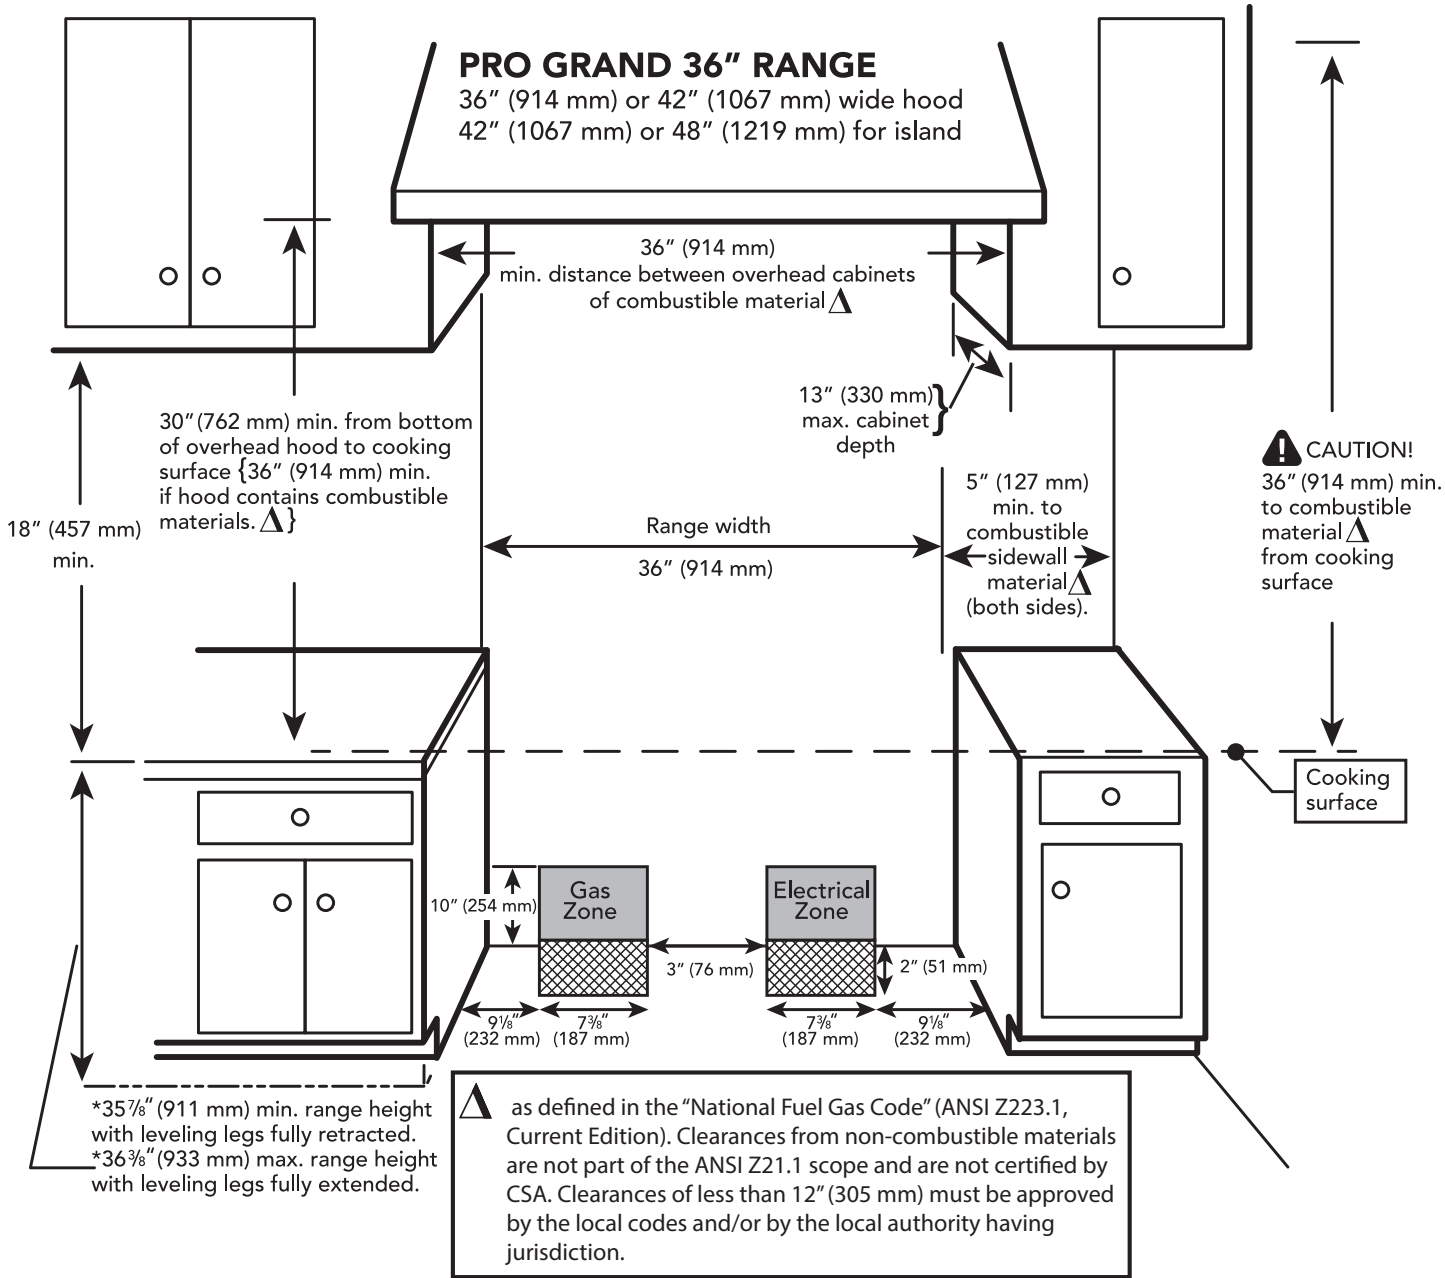 PRO GRAND 36″ RANGE
36″ (914 mm) or 42″ (1067 mm) wide hood
42″ (1067 mm) or 48″ (1219 mm) for island
36″ (914 mm)
min. distance between overhead cabinets
of combustible material Δ
13″ (330 mm)
max. cabinet
depth
30″ (762 mm) min. from bottom
of overhead hood to cooking
surface {36″ (914 mm) min.
if hood contains combustible
materials. Δ }
18″ (457 mm)
min.
Range width
36″ (914 mm)
5″ (127 mm)
min. to
combustible
sidewall
material Δ
(both sides).
! CAUTION!
36″ (914 mm) min.
to combustible
material Δ
from cooking
surface
Cooking
surface
Gas
Zone
Electrical
Zone
10″ (254 mm)
3″ (76 mm)
2″ (51 mm)
9⅛″
(232 mm)
7⅜″
(187 mm)
7⅜″
(187 mm)
9⅛″
(232 mm)
*35⅞″ (911 mm) min. range height
with leveling legs fully retracted.
*36⅜″ (933 mm) max. range height
with leveling legs fully extended.
Δ as defined in the “National Fuel Gas Code” (ANSI Z223.1,
Current Edition). Clearances from non-combustible materials
are not part of the ANSI Z21.1 scope and are not certified by
CSA. Clearances of less than 12″ (305 mm) must be approved
by the local codes and/or by the local authority having
jurisdiction.